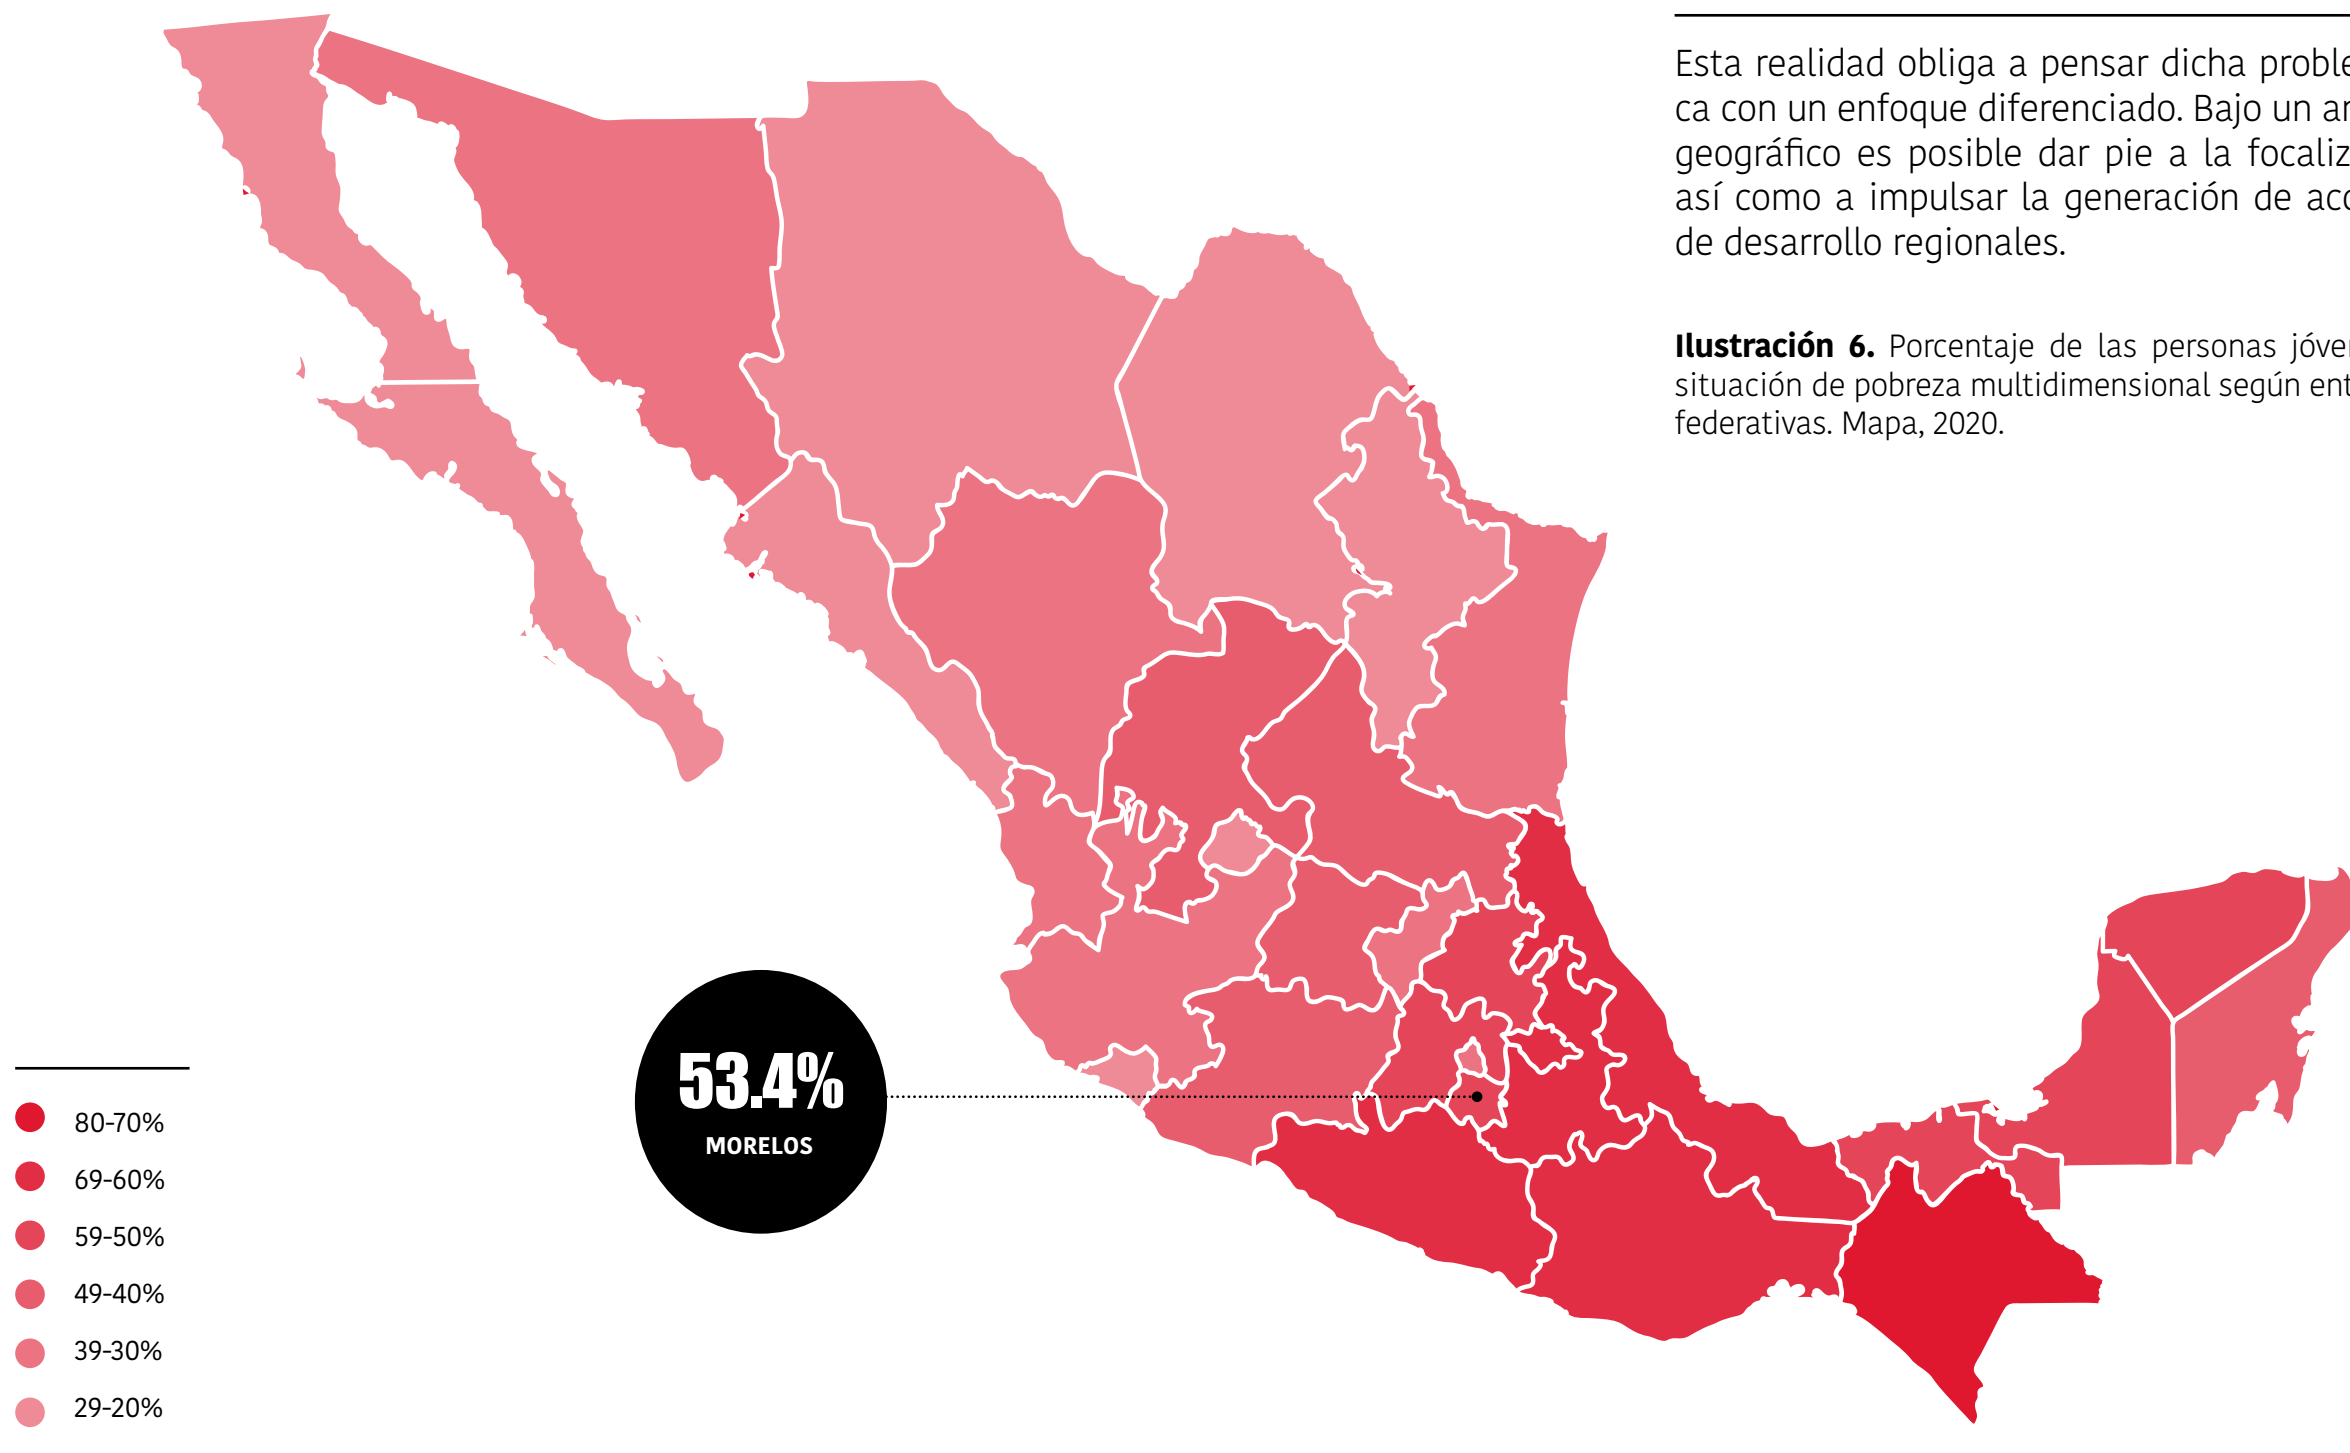 Esta realidad obliga a pensar dicha proble
ca con un enfoque diferenciado. Bajo un
geográfico es posible dar pie a la focaliz
así como a impulsar la generación de acc
de desarrollo regionales.
Ilustración 6. Porcentaje de las personas jóve
situación de pobreza multidimensional según ent
federativas. Mapa, 2020.
53.4%
MORELOS
80-70%
69-60%
59-50%
49-40%
39-30%
29-20%